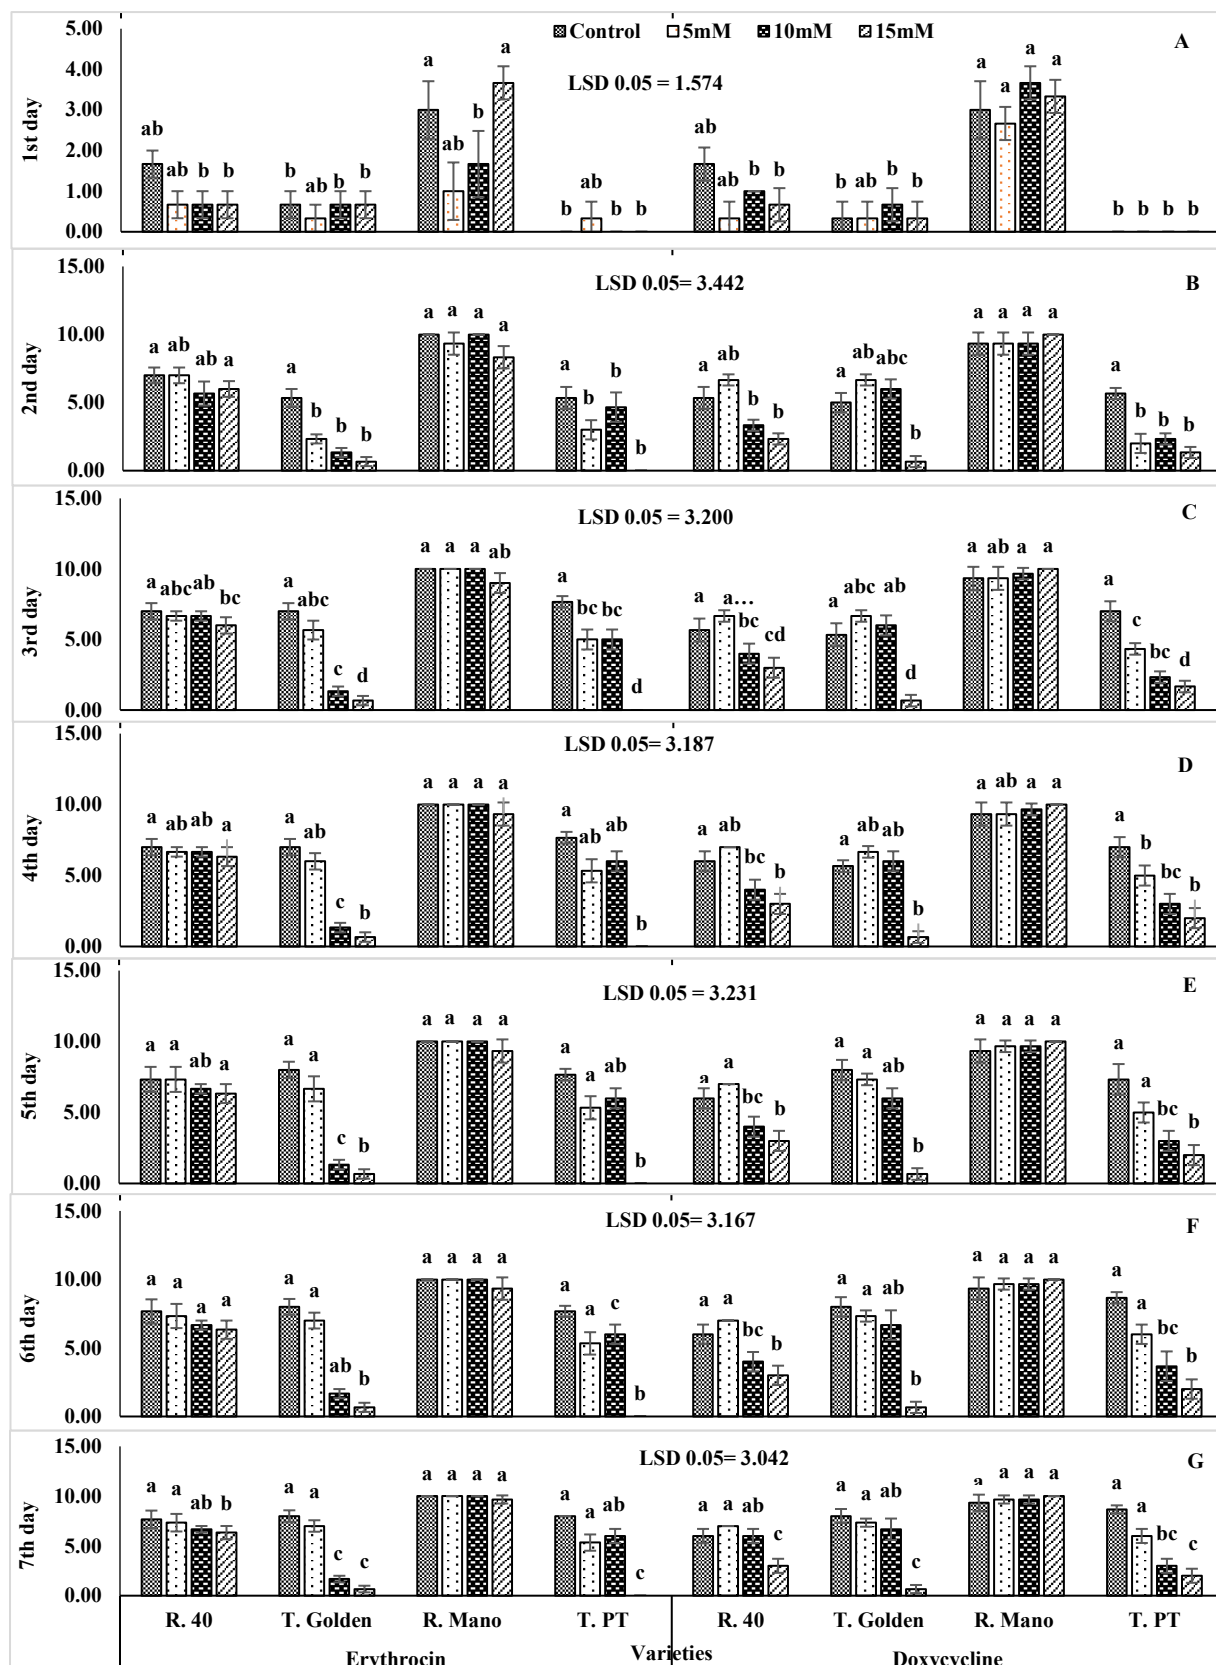 Control 5mM 10mM 15mM
A
LSD 0.05 = 1.574
1st day
5.00
4.00
3.00
2.00
1.00
0.00
ab ab b b b ab b b a ab b a b ab b b ab ab b b b ab b b a a a a b b b b
B
LSD 0.05= 3.442
2nd day
15.00
10.00
5.00
0.00
a ab ab a a b b b a a a a a b b b a ab b b a ab abc b a a a a a b b b
C
LSD 0.05 = 3.200
3rd day
15.00
10.00
5.00
0.00
a abc ab bc a abc c d a a a ab a bc bc d a a… bc cd a abc ab b a ab a a a c bc d
D
LSD 0.05= 3.187
4th day
15.00
10.00
5.00
0.00
a ab ab a a ab c b a a a a a ab ab b a ab bc b a ab ab b a ab a a a b bc b
E
LSD 0.05 = 3.231
5th day
15.00
10.00
5.00
0.00
a a ab a a a c b a a a a a a ab b a a bc b a a ab b a a a a a a bc b
F
LSD 0.05= 3.167
6th day
15.00
10.00
5.00
0.00
a a a a a a ab b a a a a a a c b a a bc b a a ab b a a a a a a bc b
G
LSD 0.05= 3.042
7th day
15.00
10.00
5.00
0.00
a a ab b a a c c a a a a a a ab c a a ab c a a ab c a a a a a a bc c
R. 40 T. Golden R. Mano T. PT R. 40 T. Golden R. Mano T. PT
Erythrocin Varieties Doxycycline